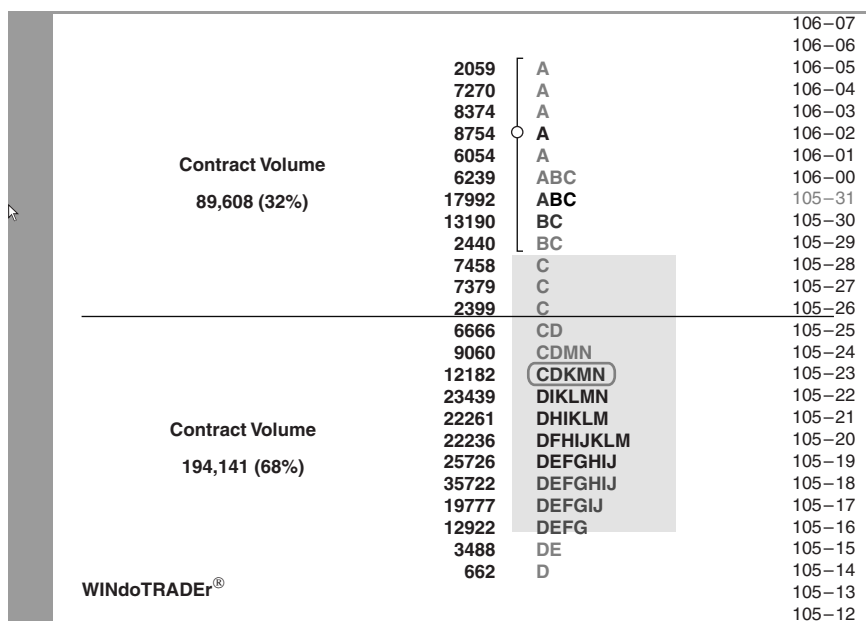 106–07
106–06
2059 A 106–05
7270 A 106–04
8374 A 106–03
8754 A 106–02
6054 A 106–01
Contract Volume
6239 ABC 106–00
89,608 (32%)
17992 ABC 105–31
13190 BC 105–30
2440 BC 105–29
7458 C 105–28
7379 C 105–27
2399 C 105–26
6666 CD 105–25
9060 CDMN 105–24
12182 CDKMN 105–23
23439 DIKLMN 105–22
22261 DHIKLM 105–21
Contract Volume
22236 DFHIJKLM 105–20
194,141 (68%)
25726 DEFGHIJ 105–19
35722 DEFGHIJ 105–18
19777 DEFGIJ 105–17
12922 DEFG 105–16
3488 DE 105–15
662 D 105–14
WINdoTRADEr® 105–13
105–12